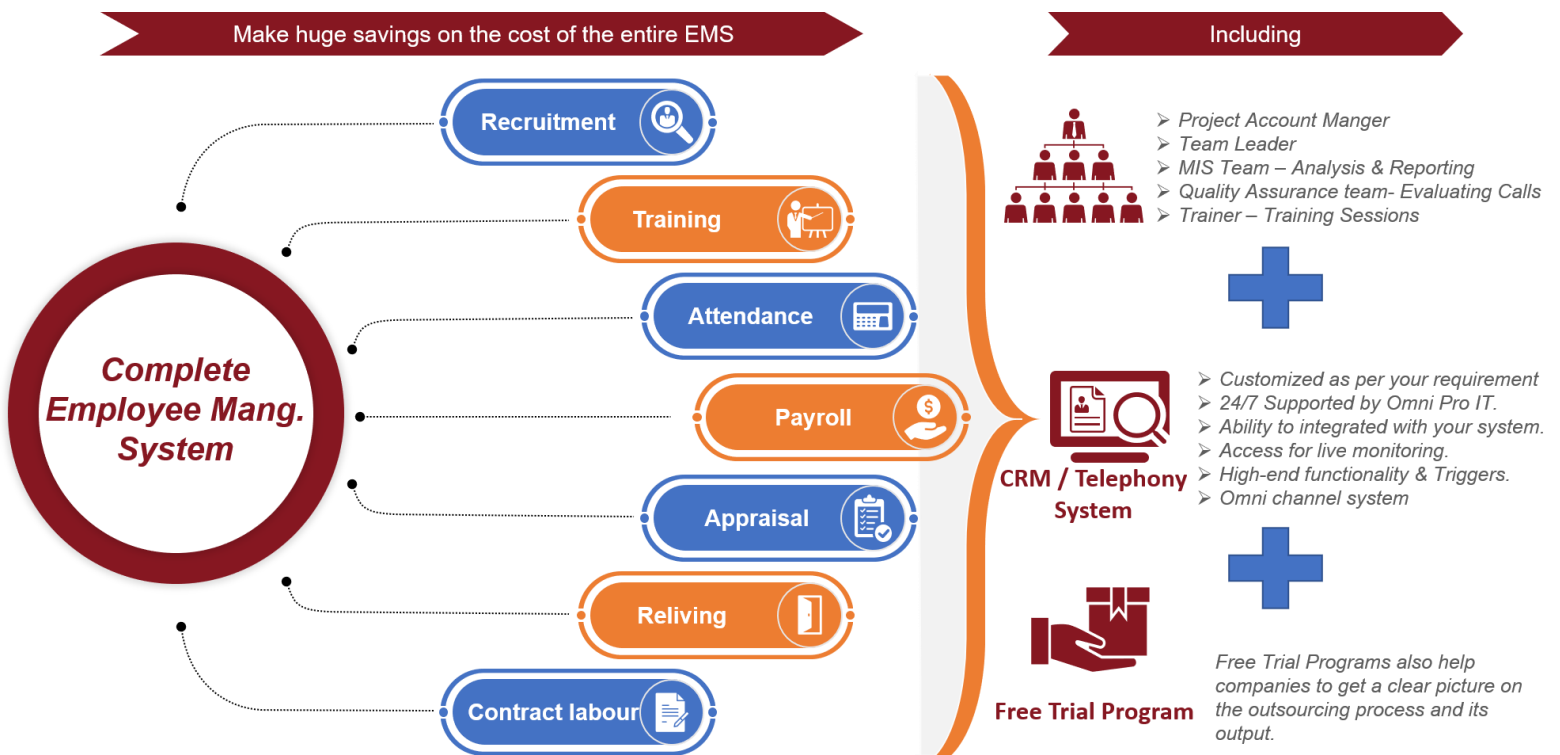 Make huge savings on the cost of the entire EMS
Including
Complete
Employee Mang.
System
Recruitment
Training
Attendance
Payroll
$
Appraisal
Reliving
Contract labour
➢ Project Account Manger
➢ Team Leader
➢ MIS Team – Analysis & Reporting
➢ Quality Assurance team- Evaluating Calls
➢ Trainer – Training Sessions
CRM / Telephony
System
➢ Customized as per your requirement
➢ 24/7 Supported by Omni Pro IT.
➢ Ability to integrated with your system.
➢ Access for live monitoring.
➢ High-end functionality & Triggers.
➢ Omni channel system
Free Trial Program
Free Trial Programs also help
companies to get a clear picture on
the outsourcing process and its
output.